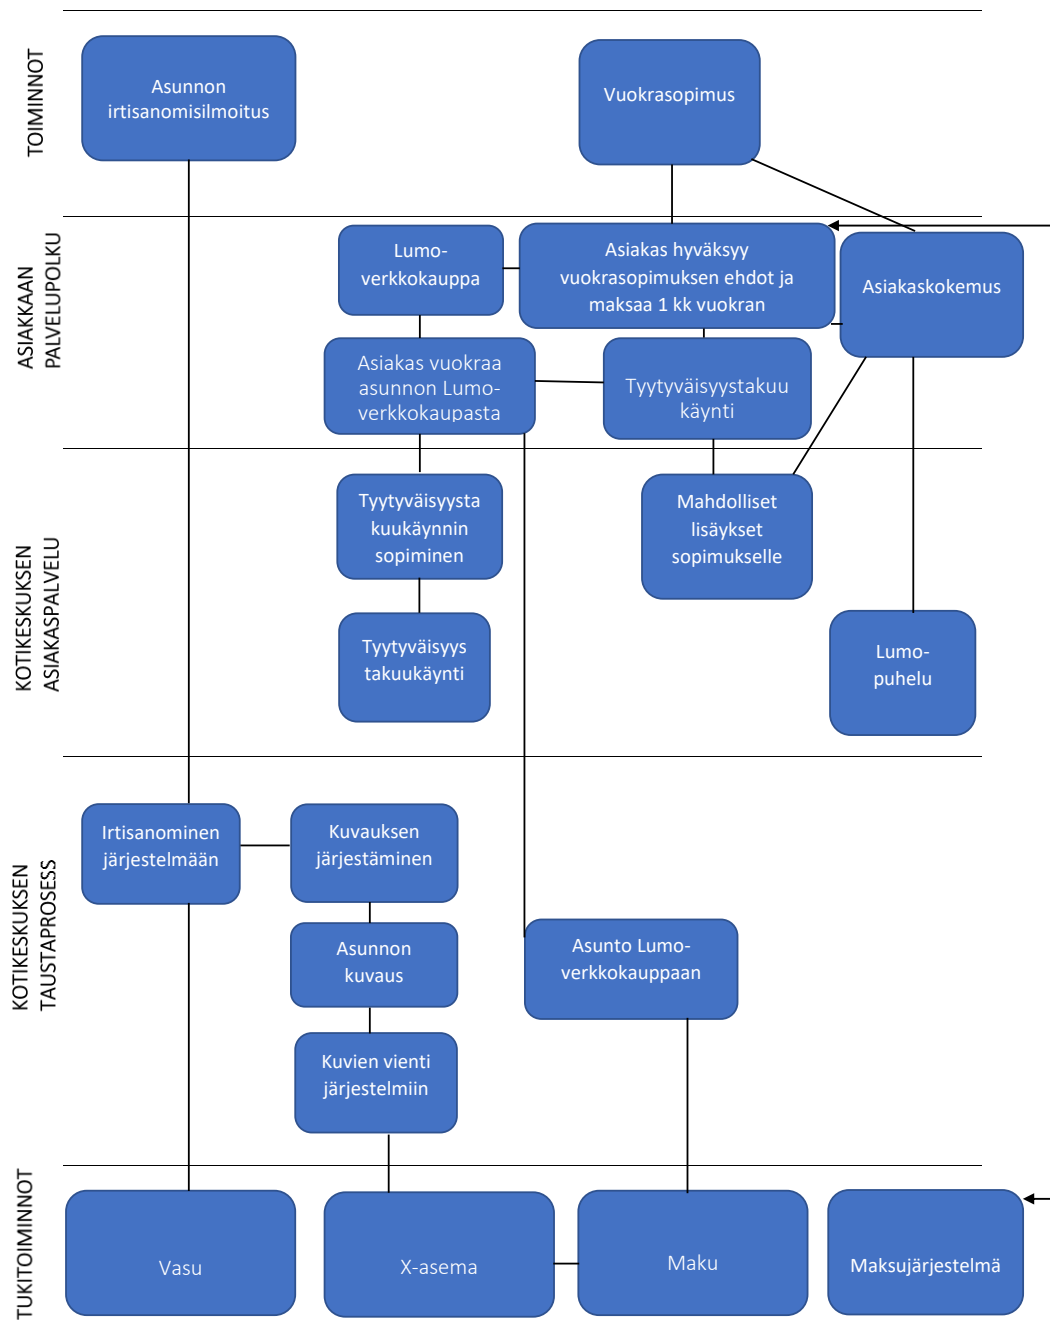 TOIMINNOT
Asunnon
irtisanomisilmoitus
Vuokrasopimus
ASIAKKAAN
PALVELUPOLKU
Lumo-
verkkokauppa
Asiakas hyväksyy
vuokrasopimuksen ehdot ja
maksaa 1 kk vuokran
Asiakaskokemus
Asiakas vuokraa
asunnon Lumo-
verkkokaupasta
Tyytyväisyystakuu
käynti
KOTIKESKUKSEN
ASIAKASPALVELU
Tyytyväisyysta
kuukäynnin
sopiminen
Mahdolliset
lisäykset
sopimukselle
Tyytyväisyys
takuukäynti
Lumo-
puhelu
KOTIKESKUKSEN
TAUSTAPROSESS
Irtisanominen
järjestelmään
Kuvauksen
järjestäminen
Asunnon
kuvaus
Asunto Lumo-
verkkokauppaan
Kuvien vienti
järjestelmiin
TUKITOIMINNOT
Vasu
X-asema
Maku
Maksujärjestelmä